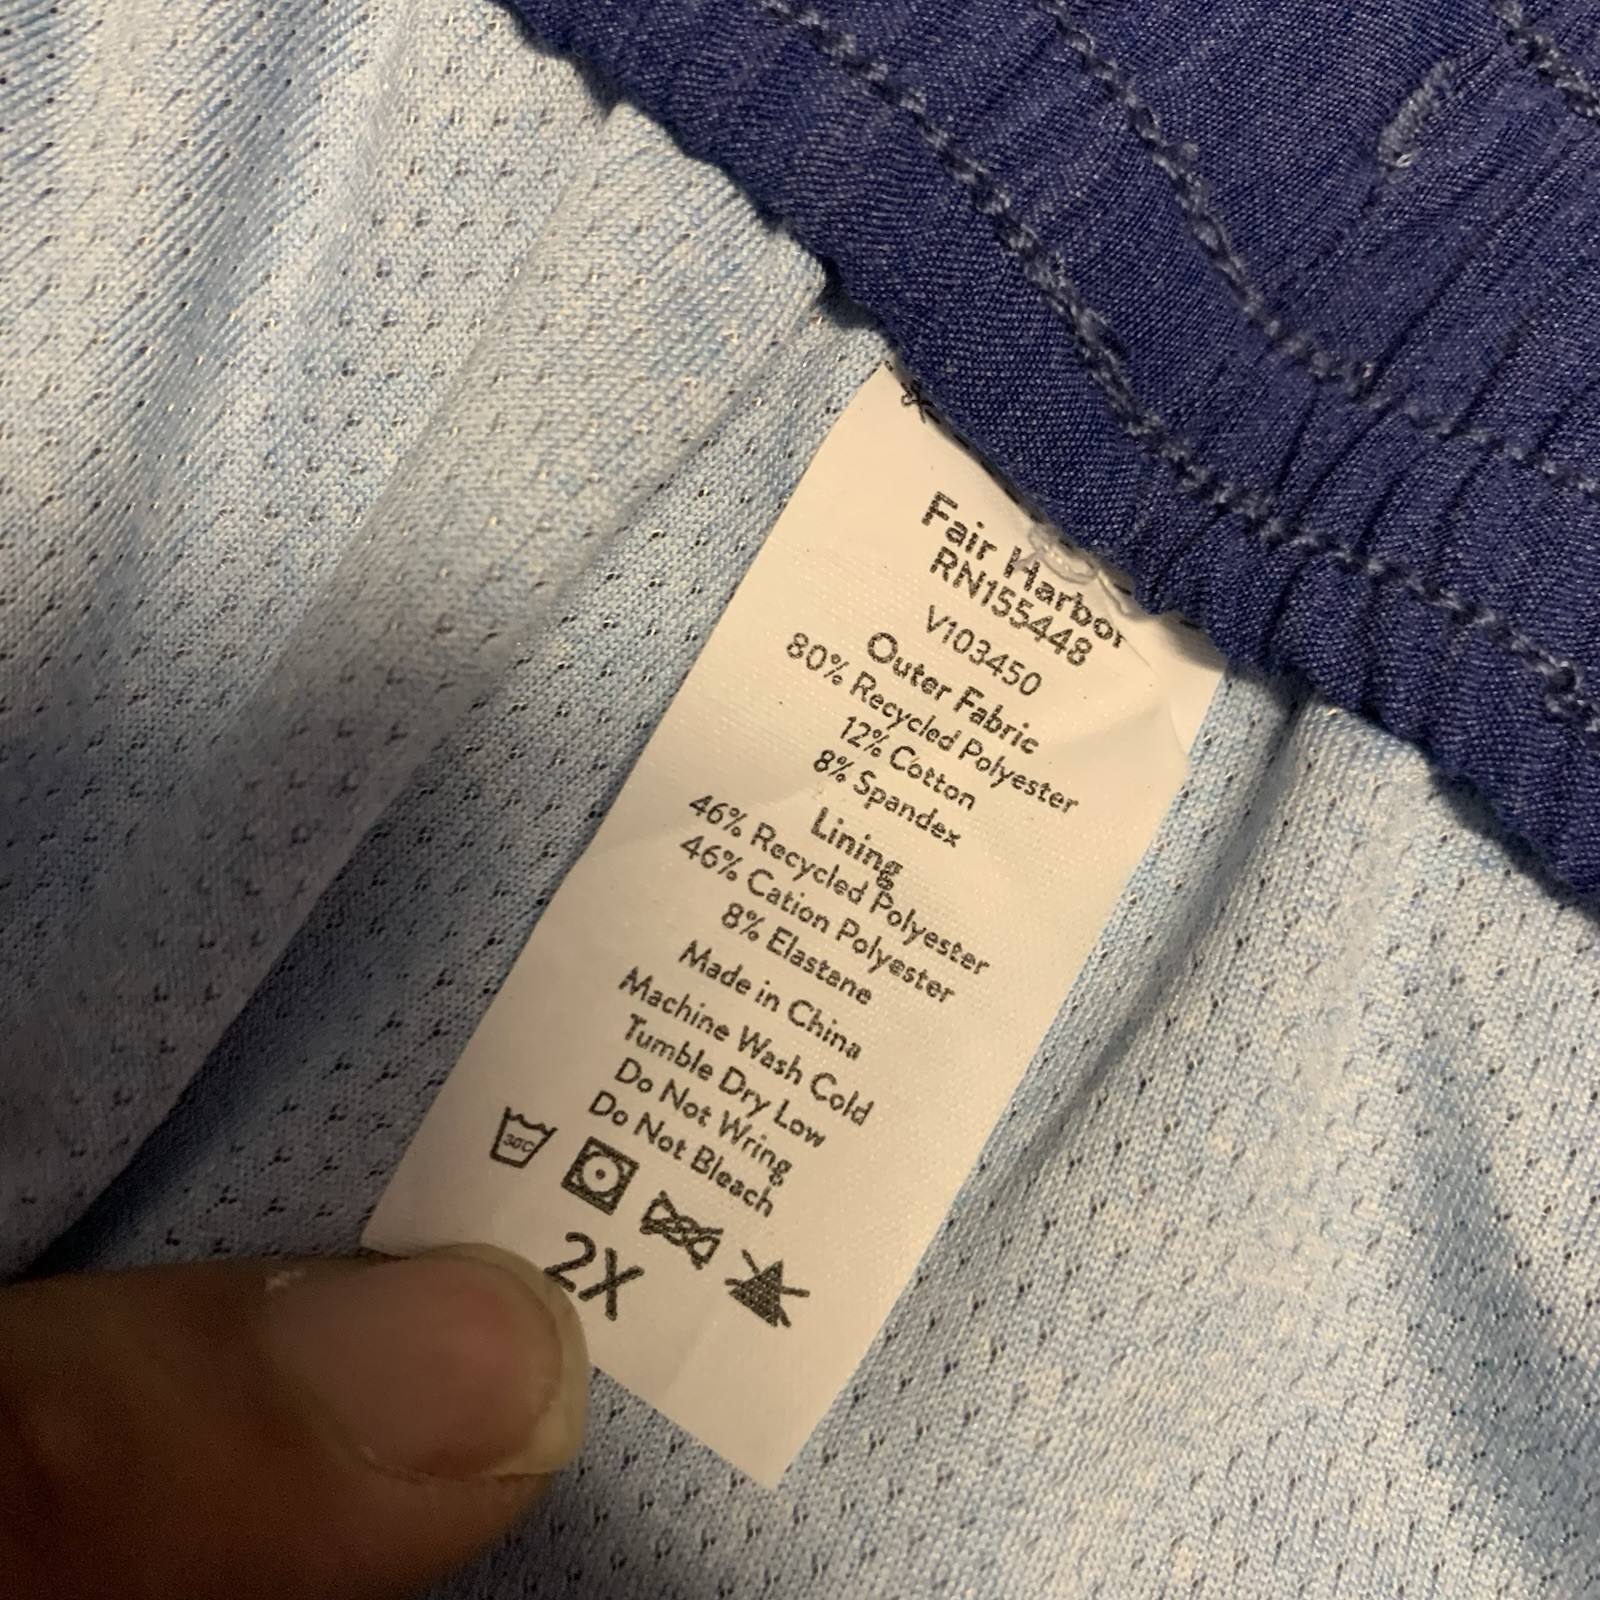 Fair Harbor
RN155448
V103450
Outer Fabric
80% Recycled Polyester
12% Cotton
8% Spandex
Lining
46% Recycled Polyester
46% Cation Polyester
8% Elastane
Made in China
Machine Wash Cold
Tumble Dry Low
Do Not Wring
Do Not Bleach
30°C
2X